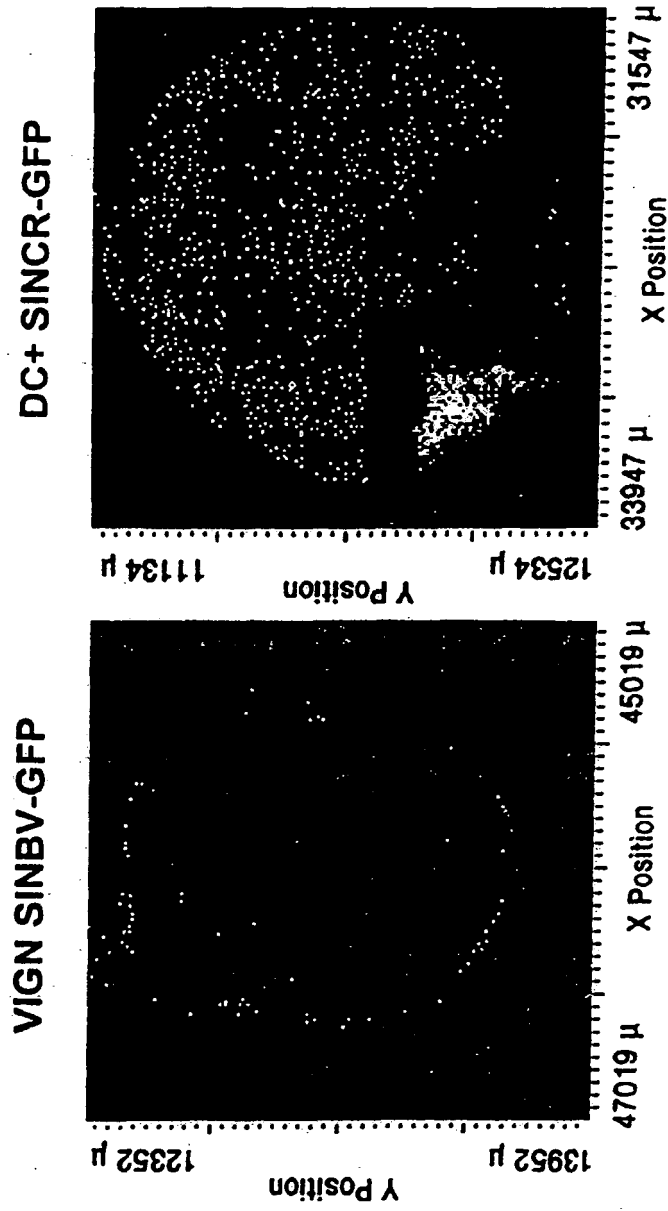 VIGN SINBV-GFP
Y Position
12352 µ
13952 µ
47019 µ
45019 µ
X Position
DC+ SINCR-GFP
Y Position
11134 µ
12534 µ
33947 µ
31547 µ
X Position